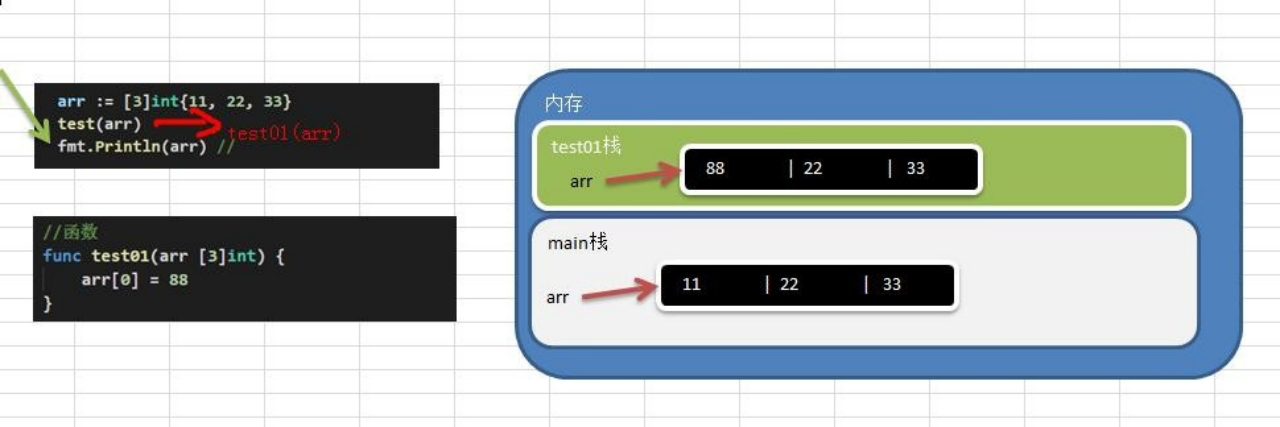 arr := [3]int{11, 22, 33}
test(arr)
test01(arr)
fmt.Println(arr) //
//函数
func test01(arr [3]int) {
arr[0] = 88
}
内存
test01栈
arr
88 | 22 | 33
main栈
arr
11 | 22 | 33